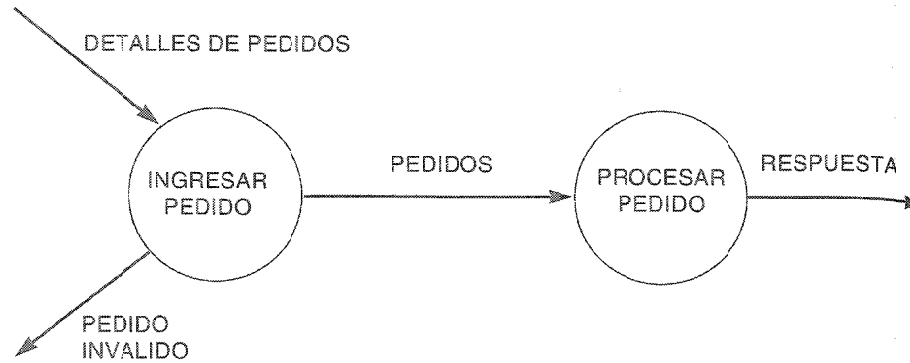 DETALLES DE PEDIDOS
INGRESAR
PEDIDO
PEDIDOS
PROCESAR
PEDIDO
RESPUESTA
PEDIDO
INVALIDO